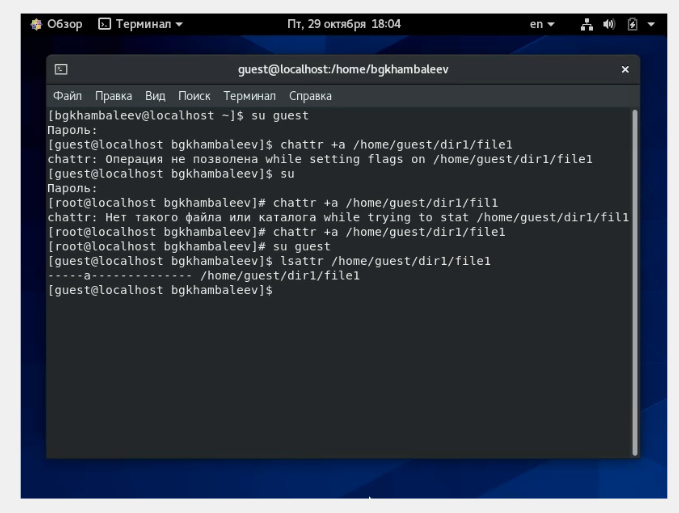 Обзор Терминал Пт, 29 октября 18:04 en
guest@localhost:/home/bgkhambaleev ×
Файл Правка Вид Поиск Терминал Справка
[bgkhambaleev@localhost ~]$ su guest
Пароль:
[guest@localhost bgkhambaleev]$ chattr +a /home/guest/dir1/file1
chattr: Операция не позволена while setting flags on /home/guest/dir1/file1
[guest@localhost bgkhambaleev]$ su
Пароль:
[root@localhost bgkhambaleev]# chattr +a /home/guest/dir1/fil1
chattr: Нет такого файла или каталога while trying to stat /home/guest/dir1/fil1
[root@localhost bgkhambaleev]# chattr +a /home/guest/dir1/file1
[root@localhost bgkhambaleev]# su guest
[guest@localhost bgkhambaleev]$ lsattr /home/guest/dir1/file1
-----a-------------- /home/guest/dir1/file1
[guest@localhost bgkhambaleev]$